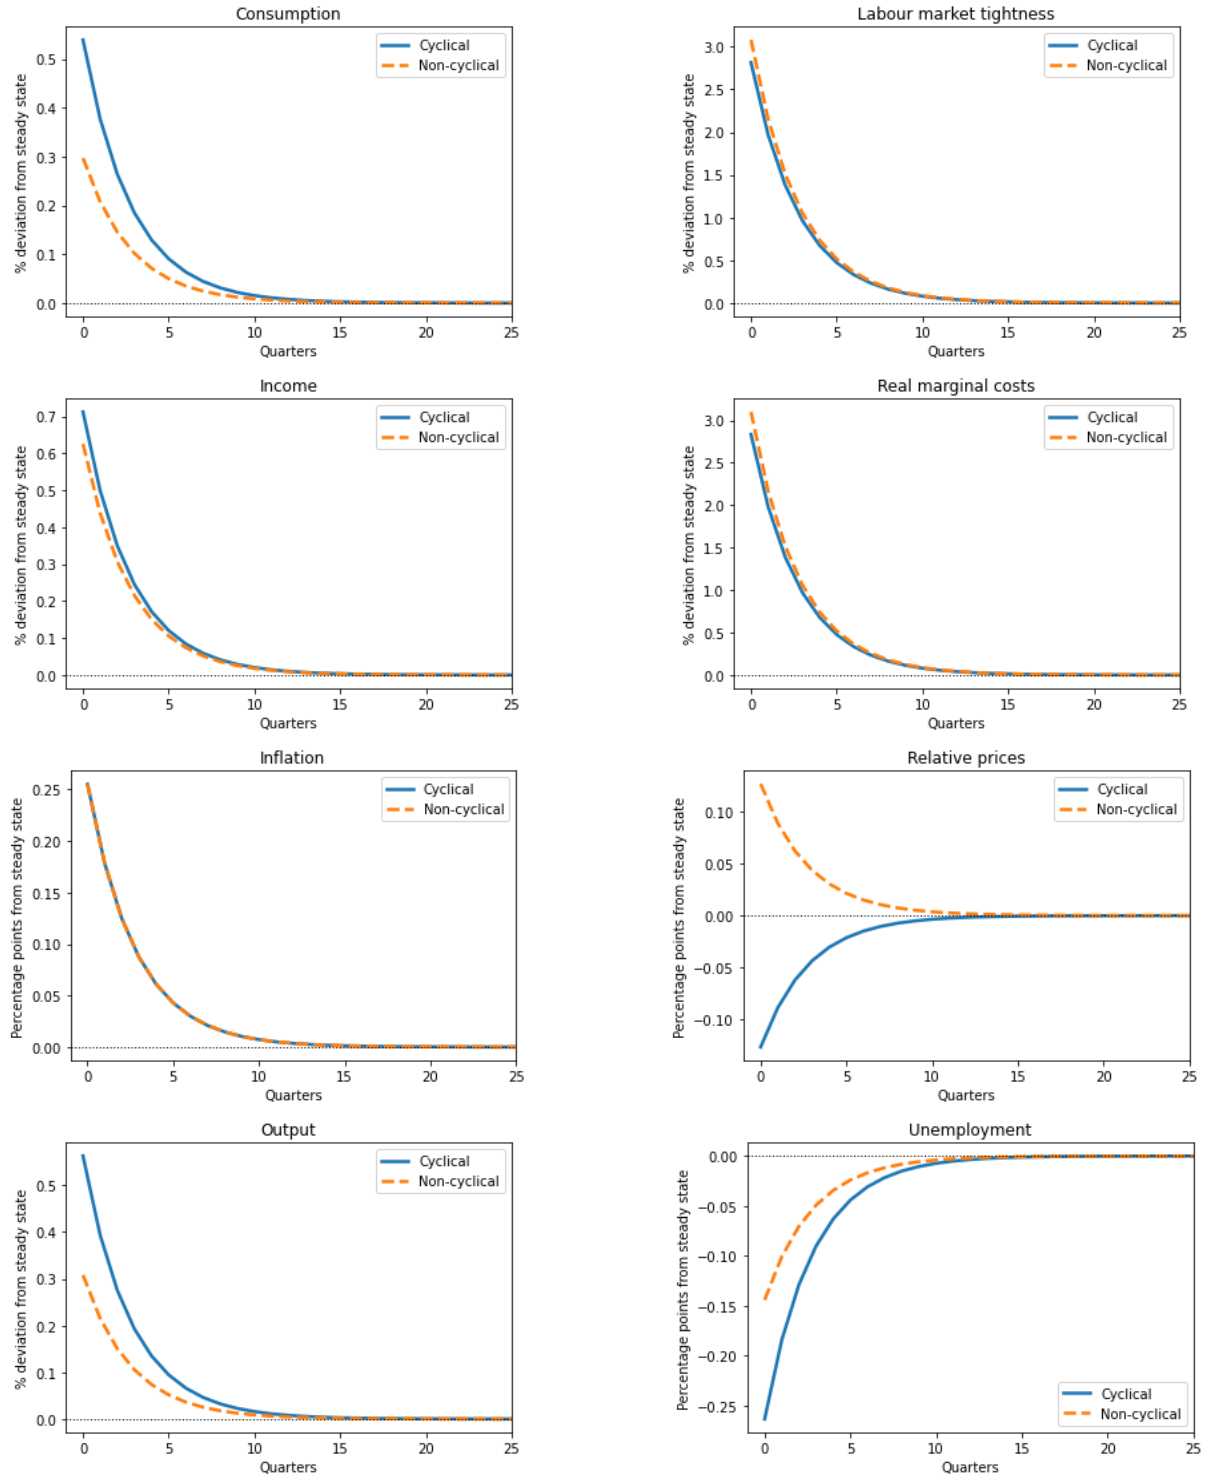 Consumption
% deviation from steady state
0.5
0.4
0.3
0.2
0.1
0.0
Cyclical
Non-cyclical
0 5 10 15 20 25
Quarters
Labour market tightness
% deviation from steady state
3.0
2.5
2.0
1.5
1.0
0.5
0.0
Cyclical
Non-cyclical
0 5 10 15 20 25
Quarters
Income
% deviation from steady state
0.7
0.6
0.5
0.4
0.3
0.2
0.1
0.0
Cyclical
Non-cyclical
0 5 10 15 20 25
Quarters
Real marginal costs
% deviation from steady state
3.0
2.5
2.0
1.5
1.0
0.5
0.0
Cyclical
Non-cyclical
0 5 10 15 20 25
Quarters
Inflation
Percentage points from steady state
0.25
0.20
0.15
0.10
0.05
0.00
Cyclical
Non-cyclical
0 5 10 15 20 25
Quarters
Relative prices
Percentage points from steady state
0.10
0.05
0.00
−0.05
−0.10
Cyclical
Non-cyclical
0 5 10 15 20 25
Quarters
Output
% deviation from steady state
0.5
0.4
0.3
0.2
0.1
0.0
Cyclical
Non-cyclical
0 5 10 15 20 25
Quarters
Unemployment
Percentage points from steady state
0.00
−0.05
−0.10
−0.15
−0.20
−0.25
Cyclical
Non-cyclical
0 5 10 15 20 25
Quarters